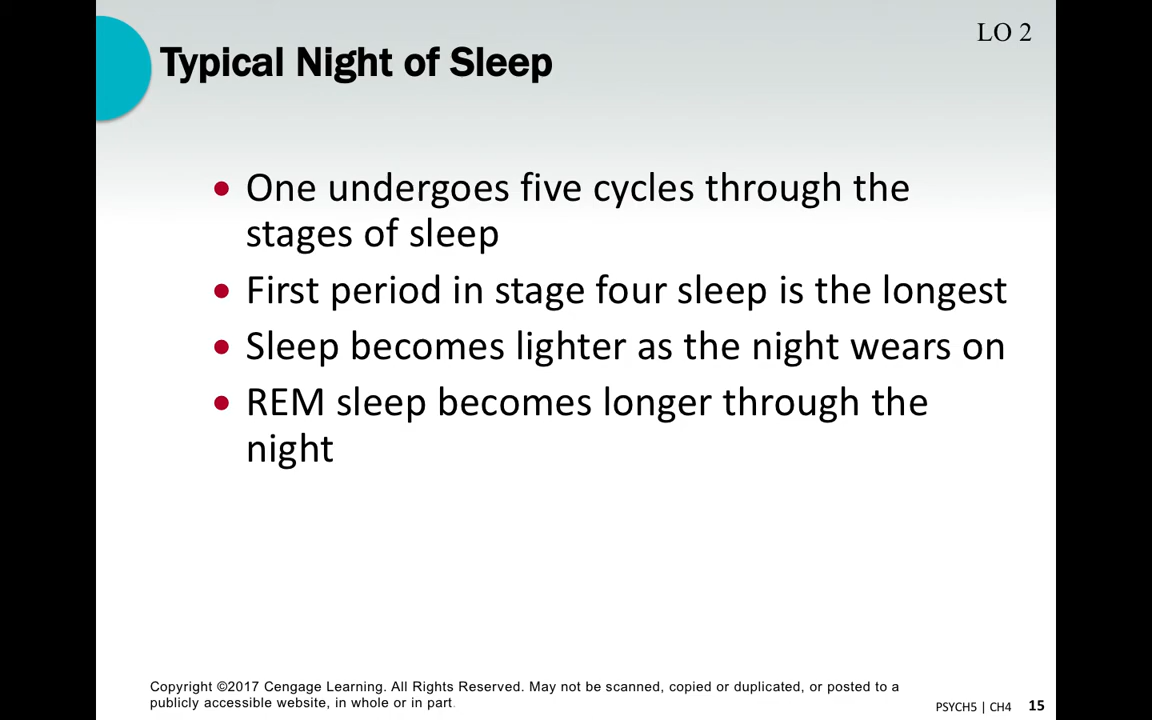 LO 2
Typical Night of Sleep
• One undergoes five cycles through the
stages of sleep
• First period in stage four sleep is the longest
• Sleep becomes lighter as the night wears on
• REM sleep becomes longer through the
night
Copyright ©2017 Cengage Learning. All Rights Reserved. May not be scanned, copied or duplicated, or posted to a
publicly accessible website, in whole or in part.
PSYCH5 | CH4 15